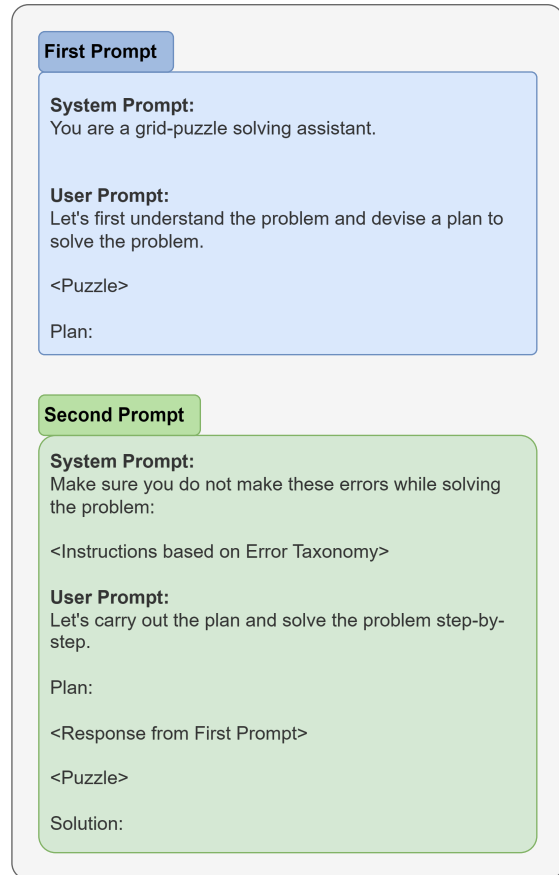 First Prompt
System Prompt:
You are a grid-puzzle solving assistant.
User Prompt:
Let's first understand the problem and devise a plan to
solve the problem.
<Puzzle>
Plan:
Second Prompt
System Prompt:
Make sure you do not make these errors while solving
the problem:
<Instructions based on Error Taxonomy>
User Prompt:
Let's carry out the plan and solve the problem step-by-
step.
Plan:
<Response from First Prompt>
<Puzzle>
Solution: